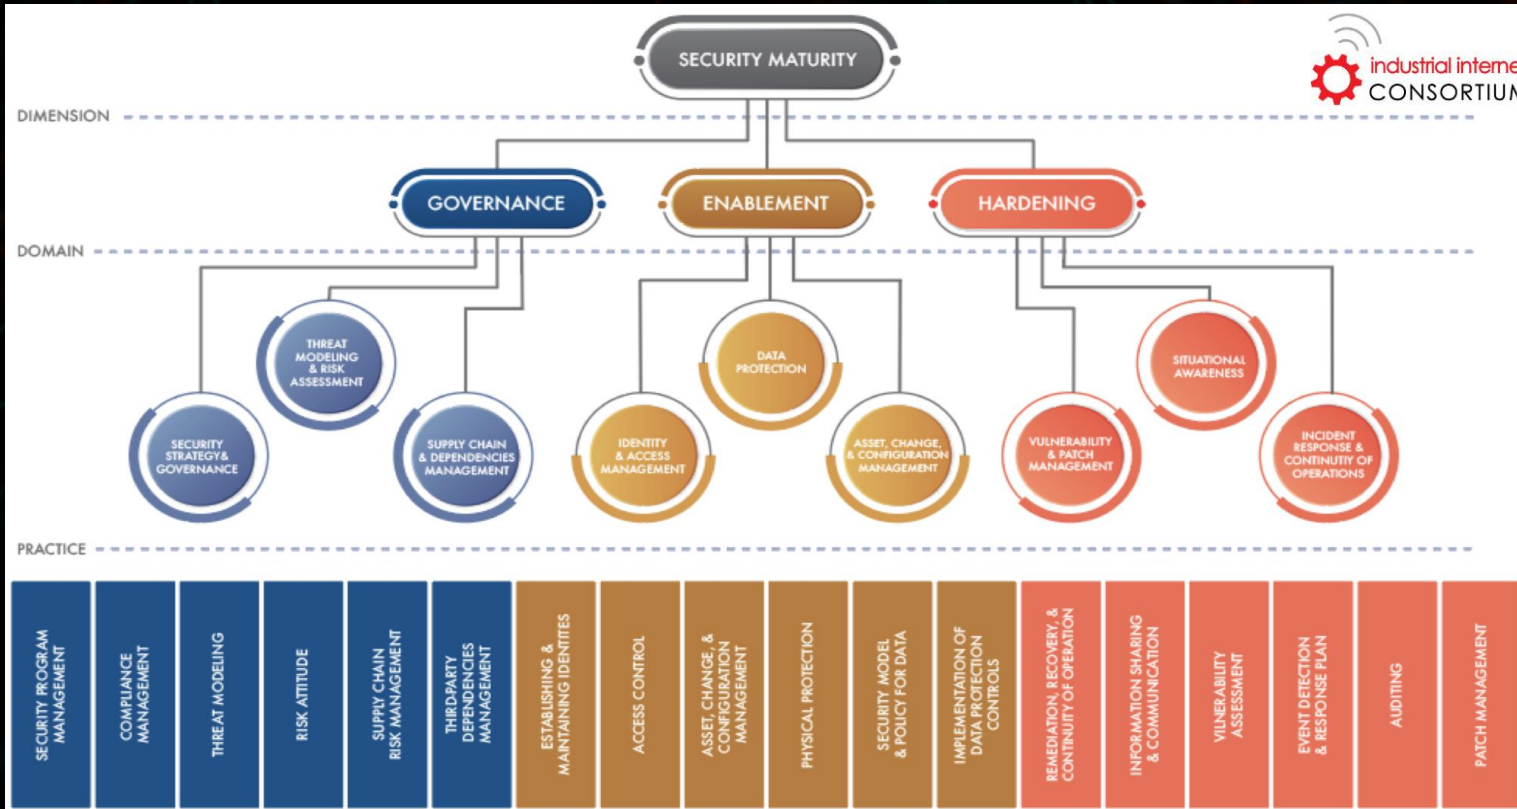 SECURITY MATURITY
industrial interne
CONSORTIUM
DIMENSION
GOVERNANCE
ENABLEMENT
HARDENING
DOMAIN
THREAT
MODELING
& RISK
ASSESSMENT
DATA
PROTECTION
SITUATIONAL
AWARENESS
SECURITY
STRATEGY&
GOVERNANCE
SUPPLY CHAIN
& DEPENDENCIES
MANAGEMENT
IDENTITY
& ACCESS
MANAGEMENT
ASSET, CHANGE,
& CONFIGURATION
MANAGEMENT
VULNERABILITY
& PATCH
MANAGEMENT
INCIDENT
RESPONSE &
CONTINUTIY OF
OPERATIONS
PRACTICE
SECURITY PROGRAM
MANAGEMENT
COMPLIANCE
MANAGEMENT
THREAT MODELING
RISK ATTITUDE
SUPPLY CHAIN
RISK MANAGEMENT
THIRD-PARTY
DEPENDENCIES
MANAGEMENT
ESTABLISHING &
MAINTAINING IDENTITES
ACCESS CONTROL
ASSET, CHANGE, &
CONFIGURATION
MANAGEMENT
PHYSICAL PROTECTION
SECURITY MODEL
& POLICY FOR DATA
IMPLEMENTATION OF
DATA PROTECTION
CONTROLS
REMEDIATION, RECOVERY, &
CONTINUITY OF OPERATION
INFORMATION SHARING
& COMMUNICATION
VILNERABILITY
ASSESSMENT
EVENT DETECTION
& RESPONSE PLAN
AUDITING
PATCH MANAGEMENT